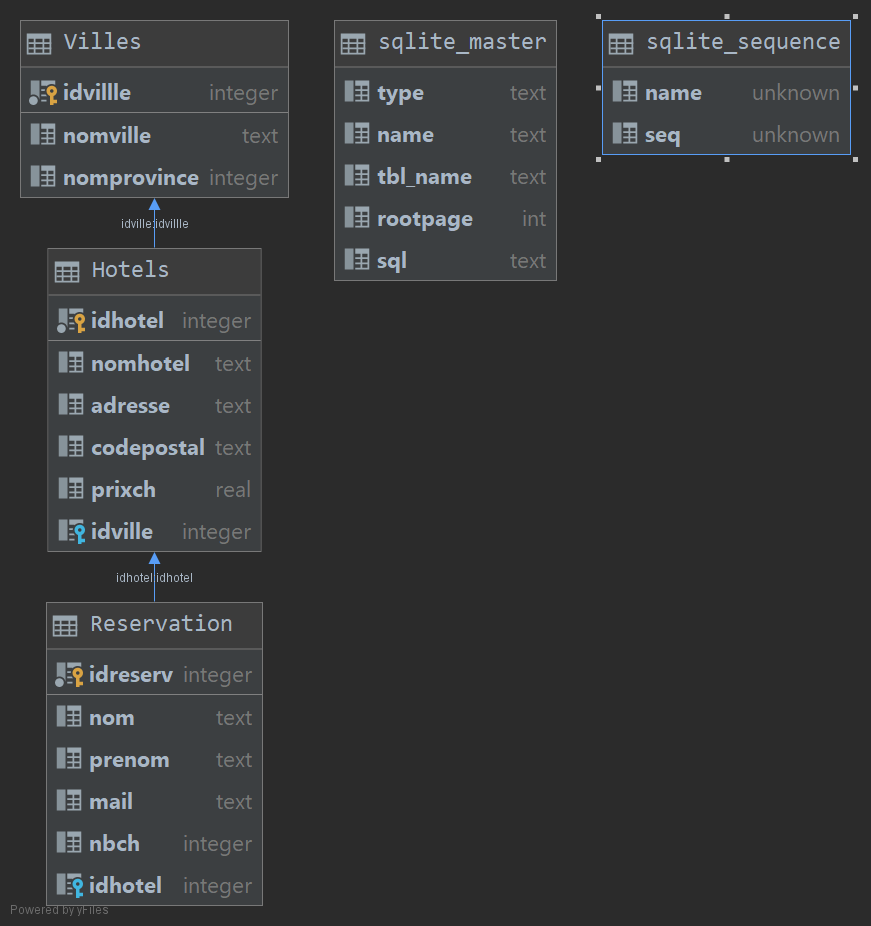 Villes
idvillle integer
nomville text
nomprovince integer
idville:idvillle
Hotels
idhotel integer
nomhotel text
adresse text
codepostal text
prixch real
idville integer
idhotel:idhotel
Reservation
idreserv integer
nom text
prenom text
mail text
nbch integer
idhotel integer
sqlite_master
type text
name text
tbl_name text
rootpage int
sql text
sqlite_sequence
name unknown
seq unknown
Powered by yFiles